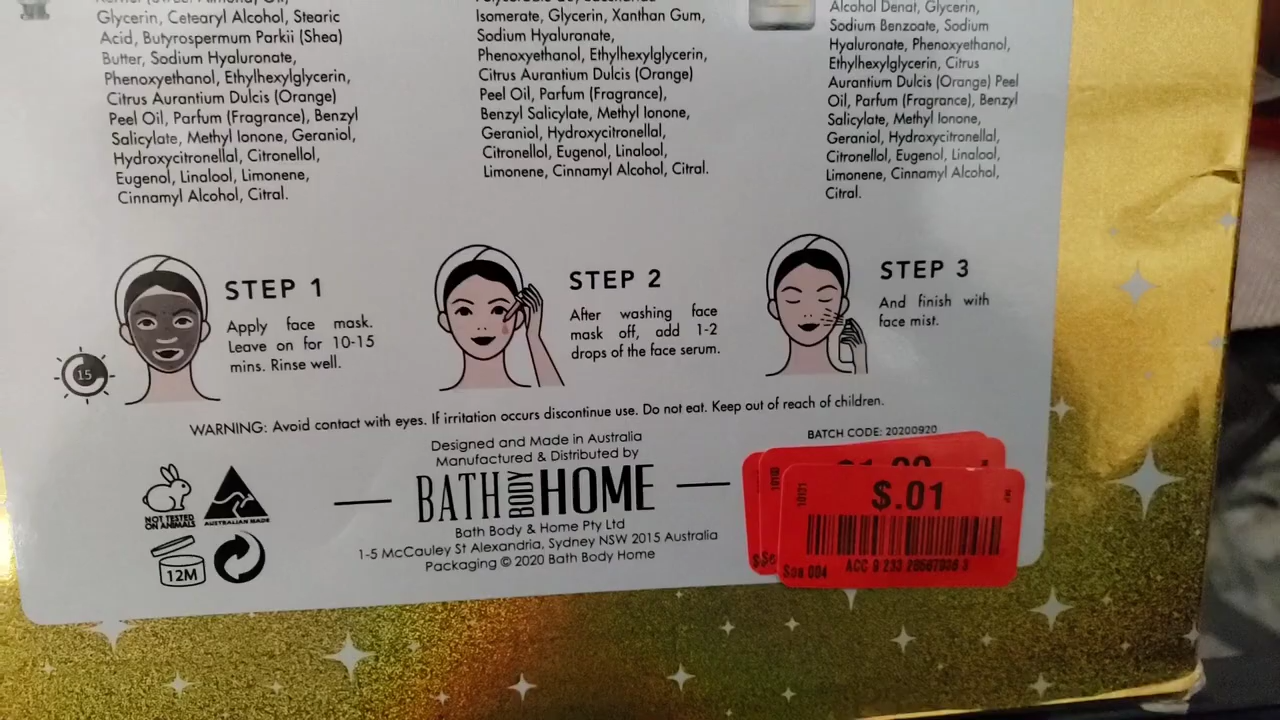 Glycerin, Cetearyl Alcohol, Stearic
Acid, Butyrospermum Parkii (Shea)
Butter, Sodium Hyaluronate,
Phenoxyethanol, Ethylhexylglycerin,
Citrus Aurantium Dulcis (Orange)
Peel Oil, Parfum (Fragrance), Benzyl
Salicylate, Methyl Ionone, Geraniol,
Hydroxycitronellal, Citronellol,
Eugenol, Linalool, Limonene,
Cinnamyl Alcohol, Citral.
Isomerate, Glycerin, Xanthan Gum,
Sodium Hyaluronate,
Phenoxyethanol, Ethylhexylglycerin,
Citrus Aurantium Dulcis (Orange)
Peel Oil, Parfum (Fragrance),
Benzyl Salicylate, Methyl Ionone,
Geraniol, Hydroxycitronellal,
Citronellol, Eugenol, Linalool,
Limonene, Cinnamyl Alcohol, Citral.
Alcohol Denat, Glycerin,
Sodium Benzoate, Sodium
Hyaluronate, Phenoxyethanol,
Ethylhexylglycerin, Citrus
Aurantium Dulcis (Orange) Peel
Oil, Parfum (Fragrance), Benzyl
Salicylate, Methyl Ionone,
Geraniol, Hydroxycitronellal,
Citronellol, Eugenol, Linalool,
Limonene, Cinnamyl Alcohol,
Citral.
15
STEP 1
Apply face mask.
Leave on for 10-15
mins. Rinse well.
STEP 2
After washing face
mask off, add 1-2
drops of the face serum.
STEP 3
And finish with
face mist.
WARNING: Avoid contact with eyes. If irritation occurs discontinue use. Do not eat. Keep out of reach of children.
NOT TESTED
ON ANIMALS
AUSTRALIAN MADE
12M
Designed and Made in Australia
Manufactured & Distributed by
BATH BODY HOME
Bath Body & Home Pty Ltd
1-5 McCauley St Alexandria, Sydney NSW 2015 Australia
Packaging © 2020 Bath Body Home
BATCH CODE: 20200920
$.01
Spa 004